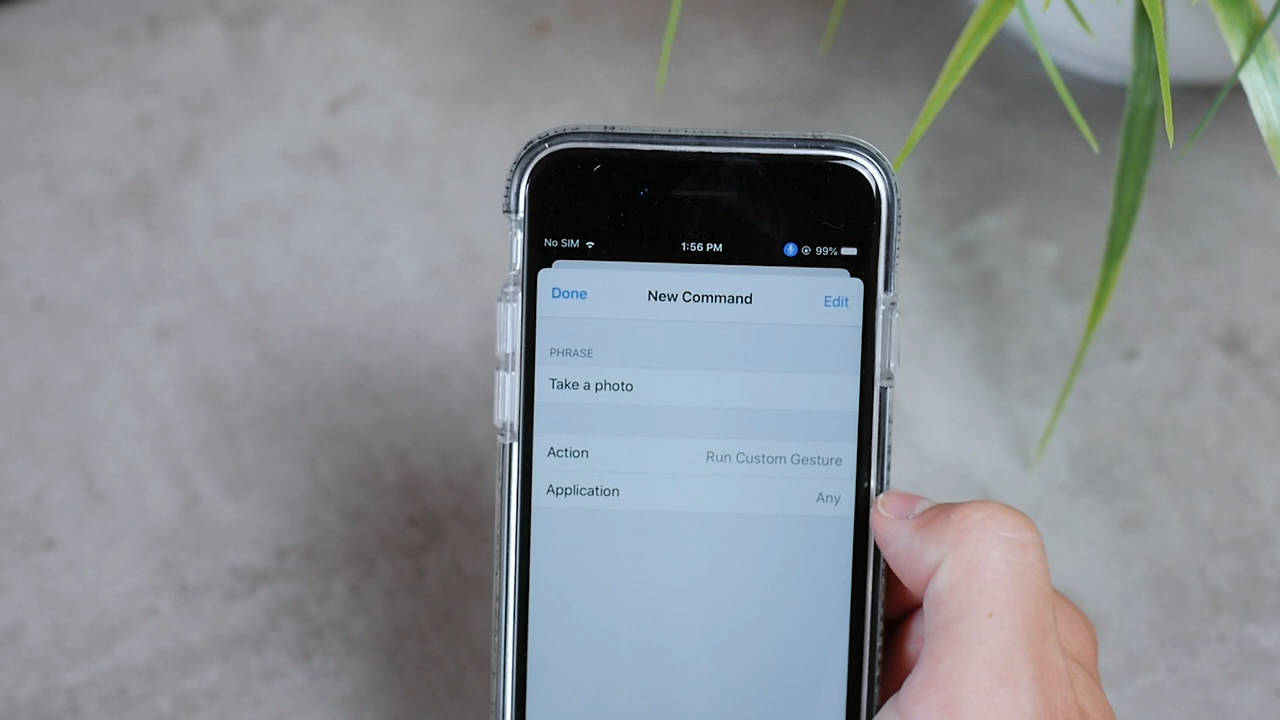 No SIM 1:56 PM 99%
Done New Command Edit
PHRASE
Take a photo
Action Run Custom Gesture
Application Any